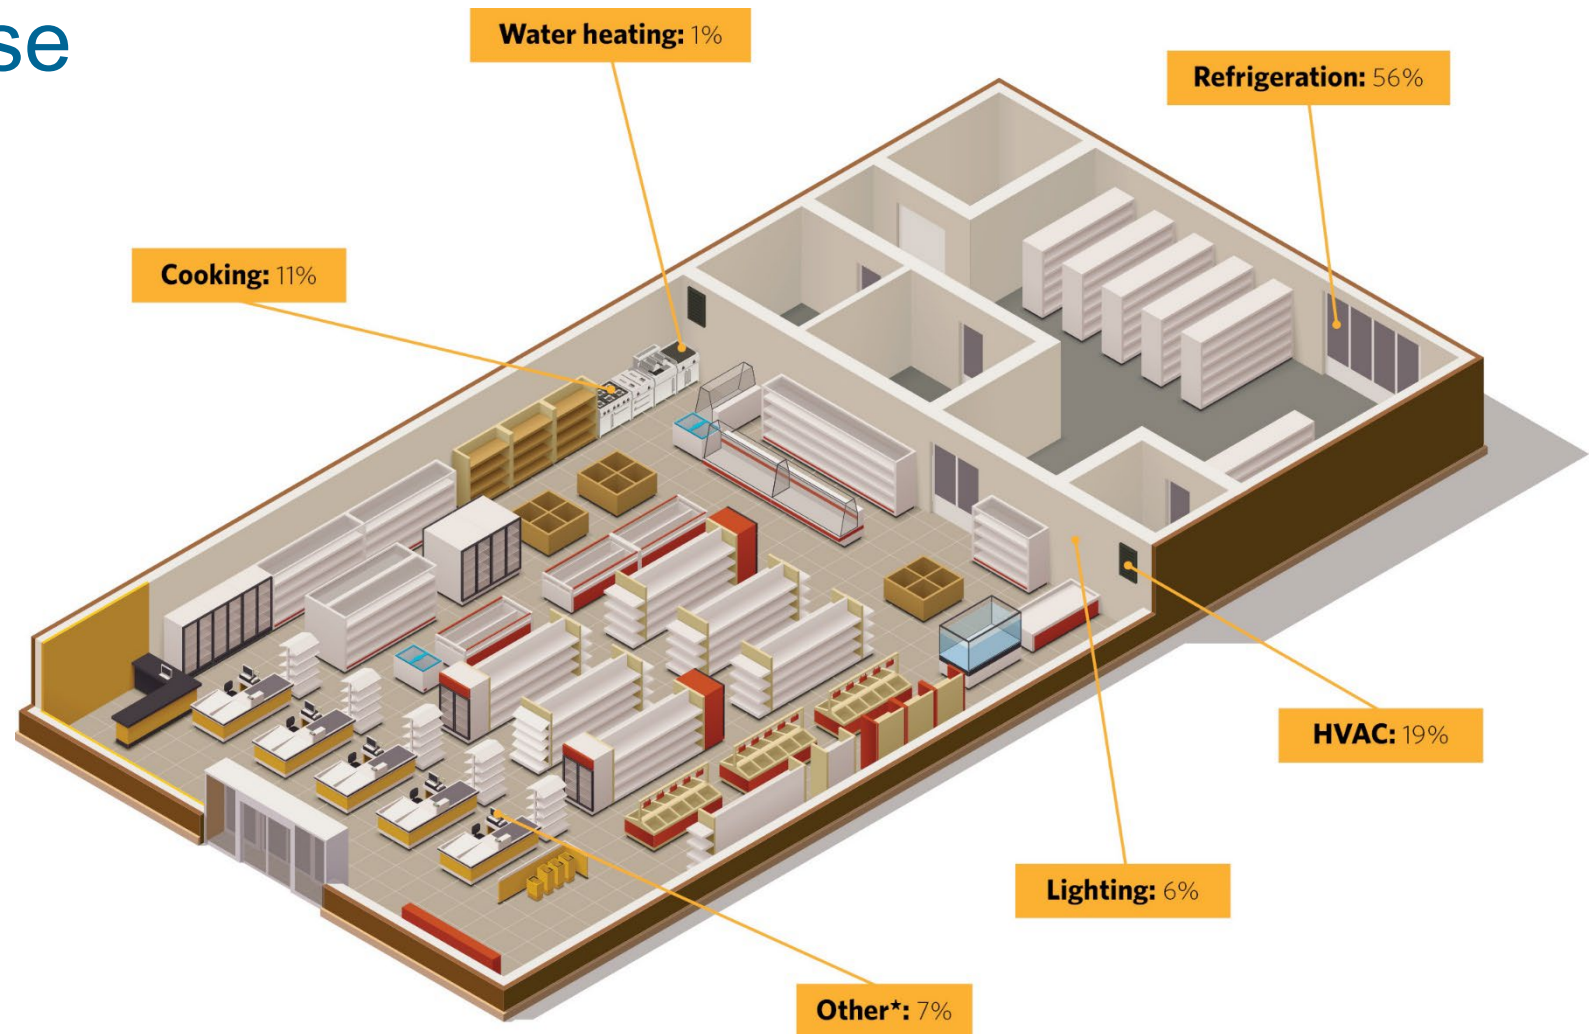 se
Water heating: 1%
Refrigeration: 56%
Cooking: 11%
HVAC: 19%
Lighting: 6%
Other*: 7%